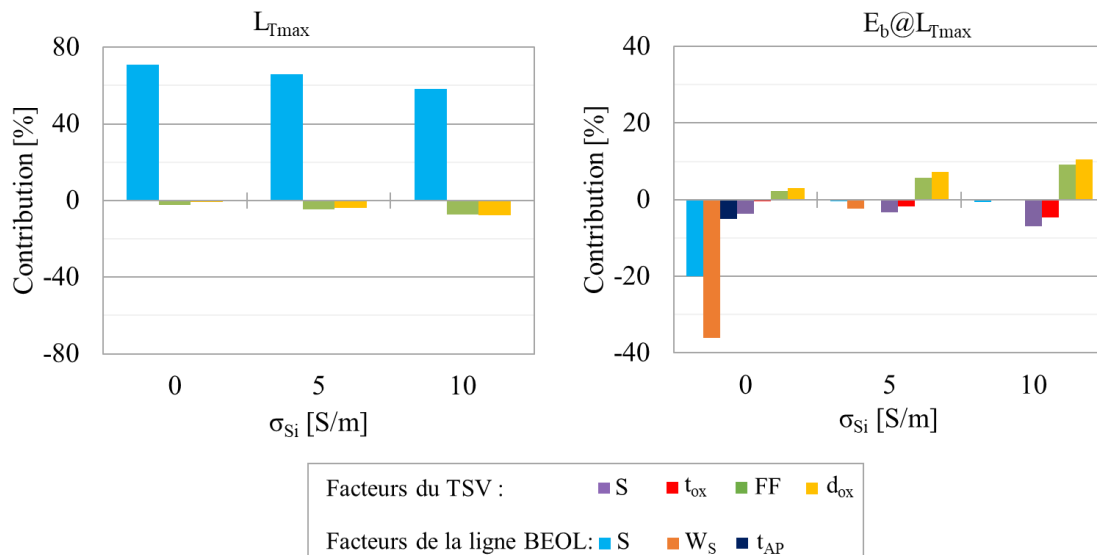 L_Tmax
Contribution [%]
80
40
0
-40
-80
0 5 10
σ_Si [S/m]
E_b@L_Tmax
Contribution [%]
40
20
0
-20
-40
0 5 10
σ_Si [S/m]
Facteurs du TSV : S t_ox FF d_ox
Facteurs de la ligne BEOL: S W_S t_AP